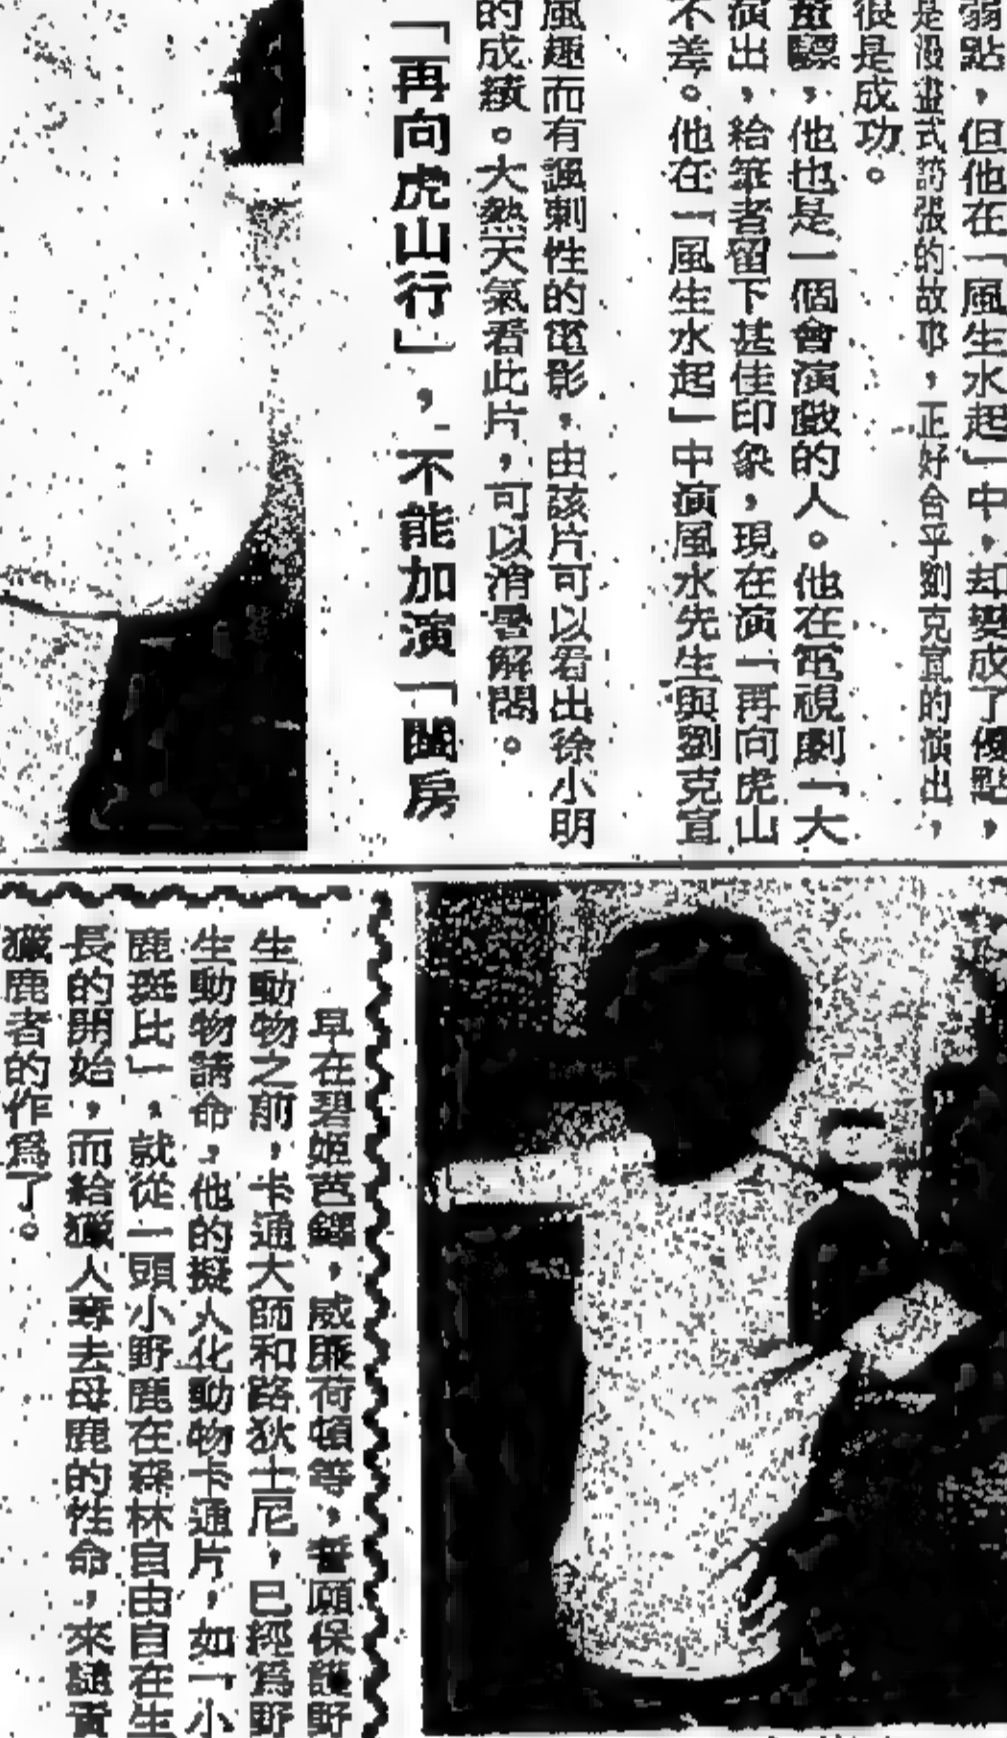 弱點，但他在「風生水起」中，却變成了優點，
是漫畫式誇張的故耶，正好合乎劉克宣的演出，
很是成功。
董驃，他也是一個會演戲的人。他在電視劇「大
演出，給筆者留下甚佳印象，現在演「再向虎山
不差。他在「風生水起」中演風水先生與劉克宣
風趣而有諷刺性的電影，由該片可以看出徐小明
的成績。大熱天氣看此片，可以消暑解悶。
「再向虎山行」，不能加演「閨房
早在碧姬芭鐸，威廉荷頓等，誓願保護野
生動物之前，卡通大師和路狄士尼，已經為野
生動物請命，他的擬人化動物卡通片，如「小
鹿斑比」，就從一頭小野鹿在森林自由自在生
長的開始，而給獵人奪去母鹿的性命，來譴責
獵鹿者的作為了。